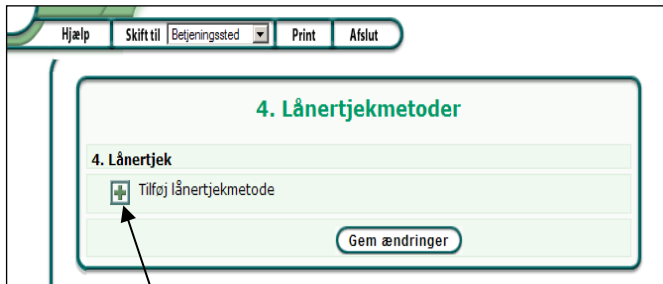 Hjælp Skift til Betjeningssted Print Afslut
4. Lånertjekmetoder
4. Lånertjek
Tilføj lånertjekmetode
Gem ændringer